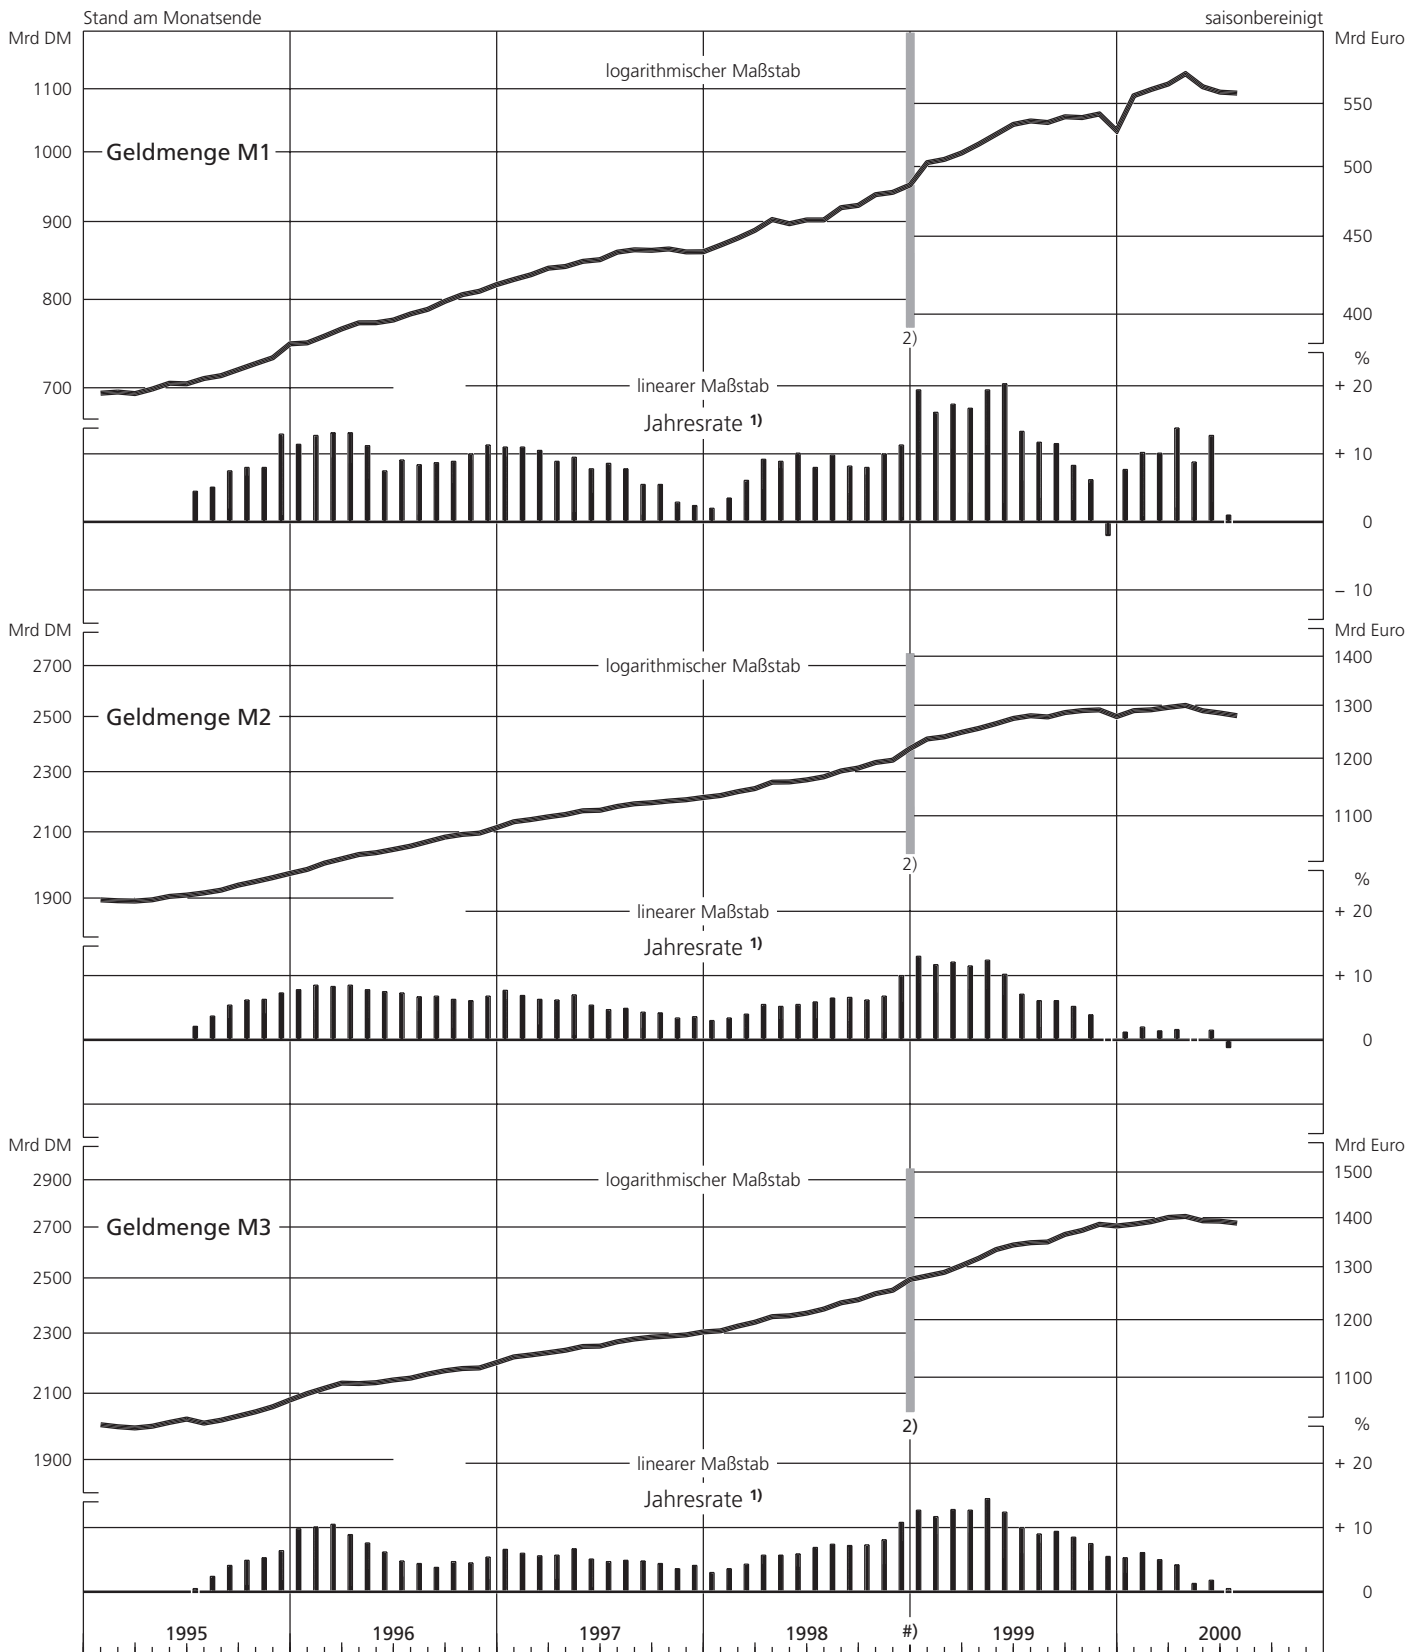 Stand am Monatsende
saisonbereinigt
Mrd DM
Mrd Euro
logarithmischer Maßstab
1100
550
1000
Geldmenge M1
500
900
450
800
400
2)
%
700
linearer Maßstab
+ 20
Jahresrate 1)
+ 10
0
– 10
Mrd DM
Mrd Euro
2700
logarithmischer Maßstab
1400
2500
Geldmenge M2
1300
2300
1200
2100
1100
2)
1900
%
linearer Maßstab
+ 20
Jahresrate 1)
+ 10
0
Mrd DM
Mrd Euro
2900
logarithmischer Maßstab
1500
2700
Geldmenge M3
1400
2500
1300
2300
1200
2100
1100
2)
%
1900
linearer Maßstab
+ 20
Jahresrate 1)
+ 10
0
1995 1996 1997 1998 #) 1999 2000